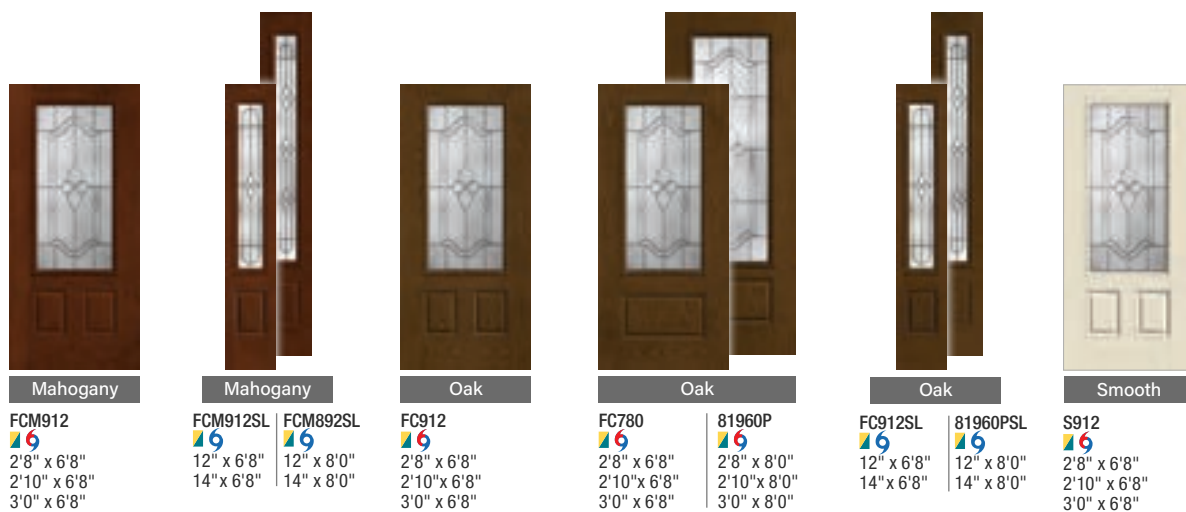 Mahogany
FCM912
2'8" x 6'8"
2'10" x 6'8"
3'0" x 6'8"
Mahogany
FCM912SL
12" x 6'8"
14"x 6'8"
FCM892SL
12" x 8'0"
14" x 8'0"
Oak
FC912
2'8" x 6'8"
2'10"x 6'8"
3'0" x 6'8"
Oak
FC780
2'8" x 6'8"
2'10"x 6'8"
3'0" x 6'8"
81960P
2'8" x 8'0"
2'10"x 8'0"
3'0" x 8'0"
Oak
FC912SL
12" x 6'8"
14"x 6'8"
81960PSL
12" x 8'0"
14" x 8'0"
Smooth
S912
2'8" x 6'8"
2'10" x 6'8"
3'0" x 6'8"